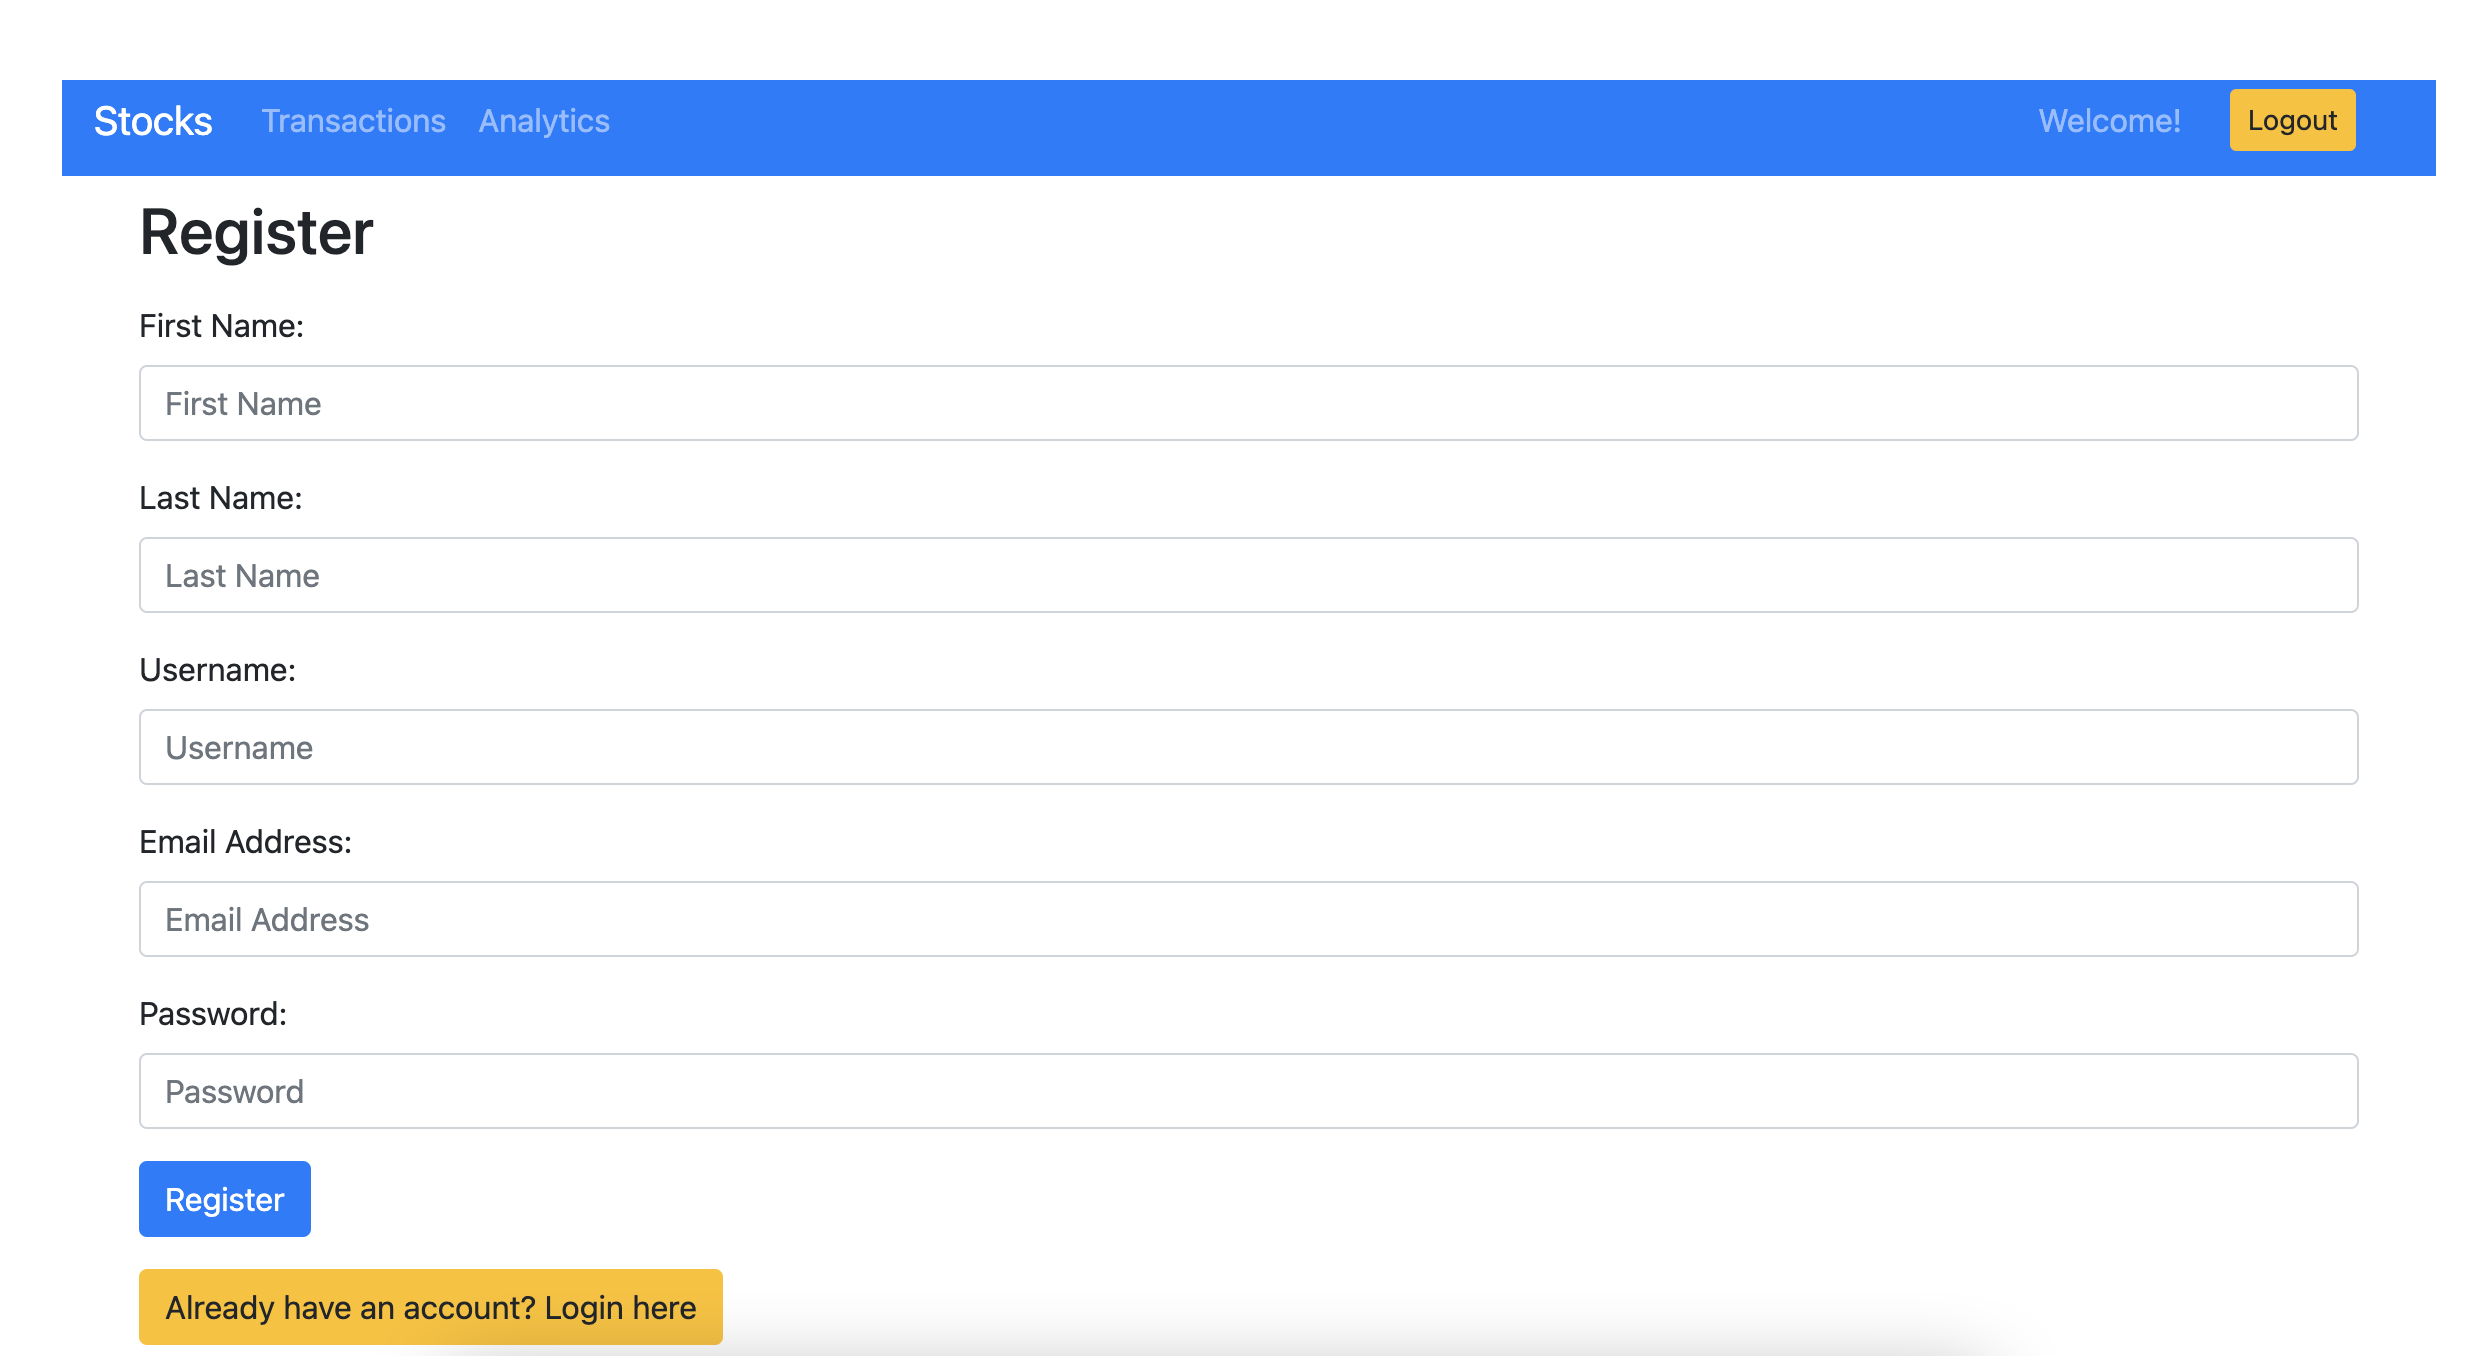 Stocks Transactions Analytics Welcome! Logout
Register
First Name:
First Name
Last Name:
Last Name
Username:
Username
Email Address:
Email Address
Password:
Password
Register
Already have an account? Login here